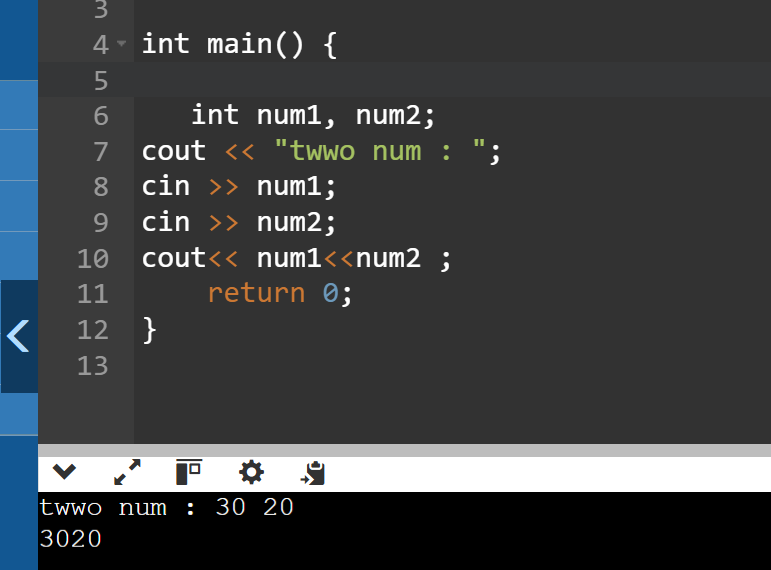 3
4 int main() {
5
6 int num1, num2;
7 cout << "twwo num : ";
8 cin >> num1;
9 cin >> num2;
10 cout<< num1<<num2 ;
11 return 0;
12 }
13
twwo num : 30 20
3020